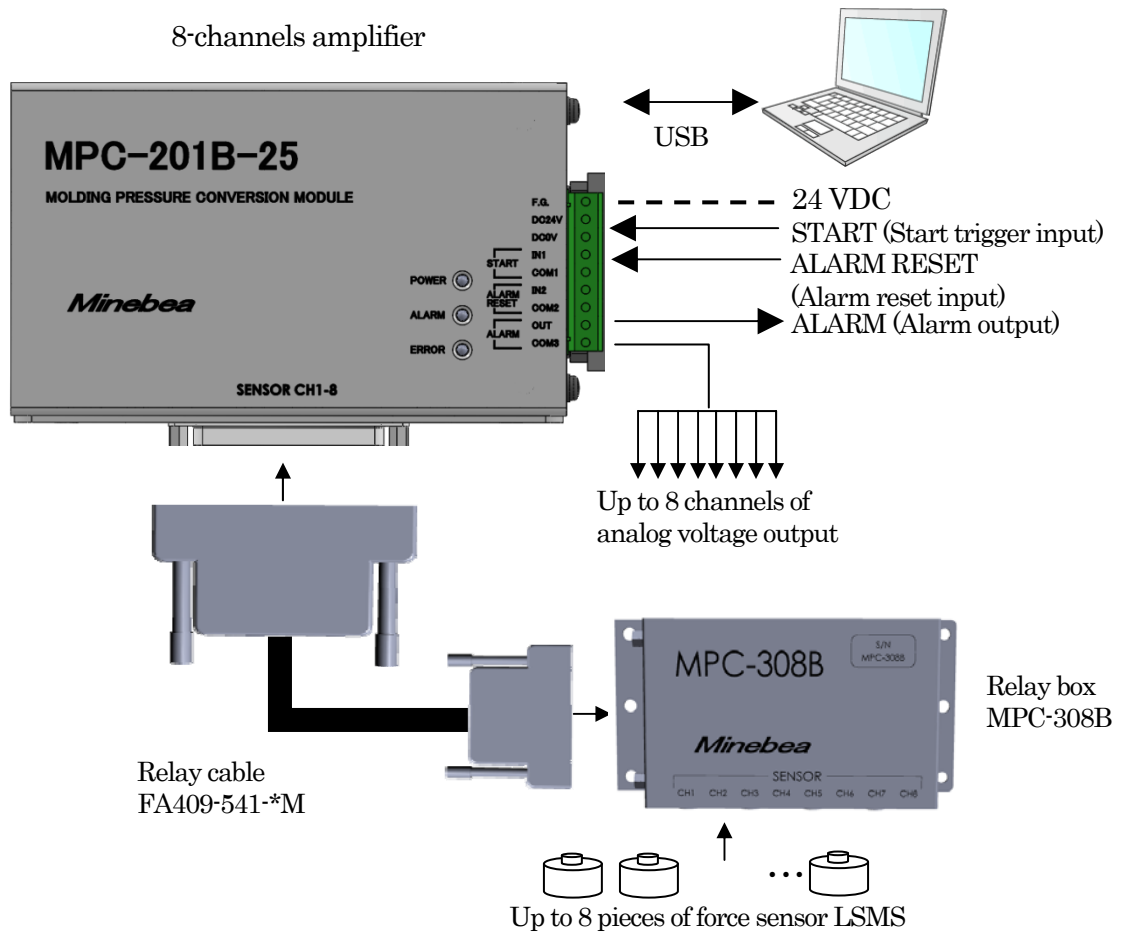 8-channels amplifier
MPC-201B-25
MOLDING PRESSURE CONVERSION MODULE
Minebea
POWER
ALARM
ERROR
SENSOR CH1-8
F.G.
DC24V
DC0V
START
IN1
COM1
ALARM
RESET
IN2
COM2
ALARM
OUT
COM3
USB
24 VDC
START (Start trigger input)
ALARM RESET
(Alarm reset input)
ALARM (Alarm output)
Up to 8 channels of
analog voltage output
Relay cable
FA409-541-*M
MPC-308B
S/N
MPC-308B
Minebea
SENSOR
CH1 CH2 CH3 CH4 CH5 CH6 CH7 CH8
Relay box
MPC-308B
Up to 8 pieces of force sensor LSMS